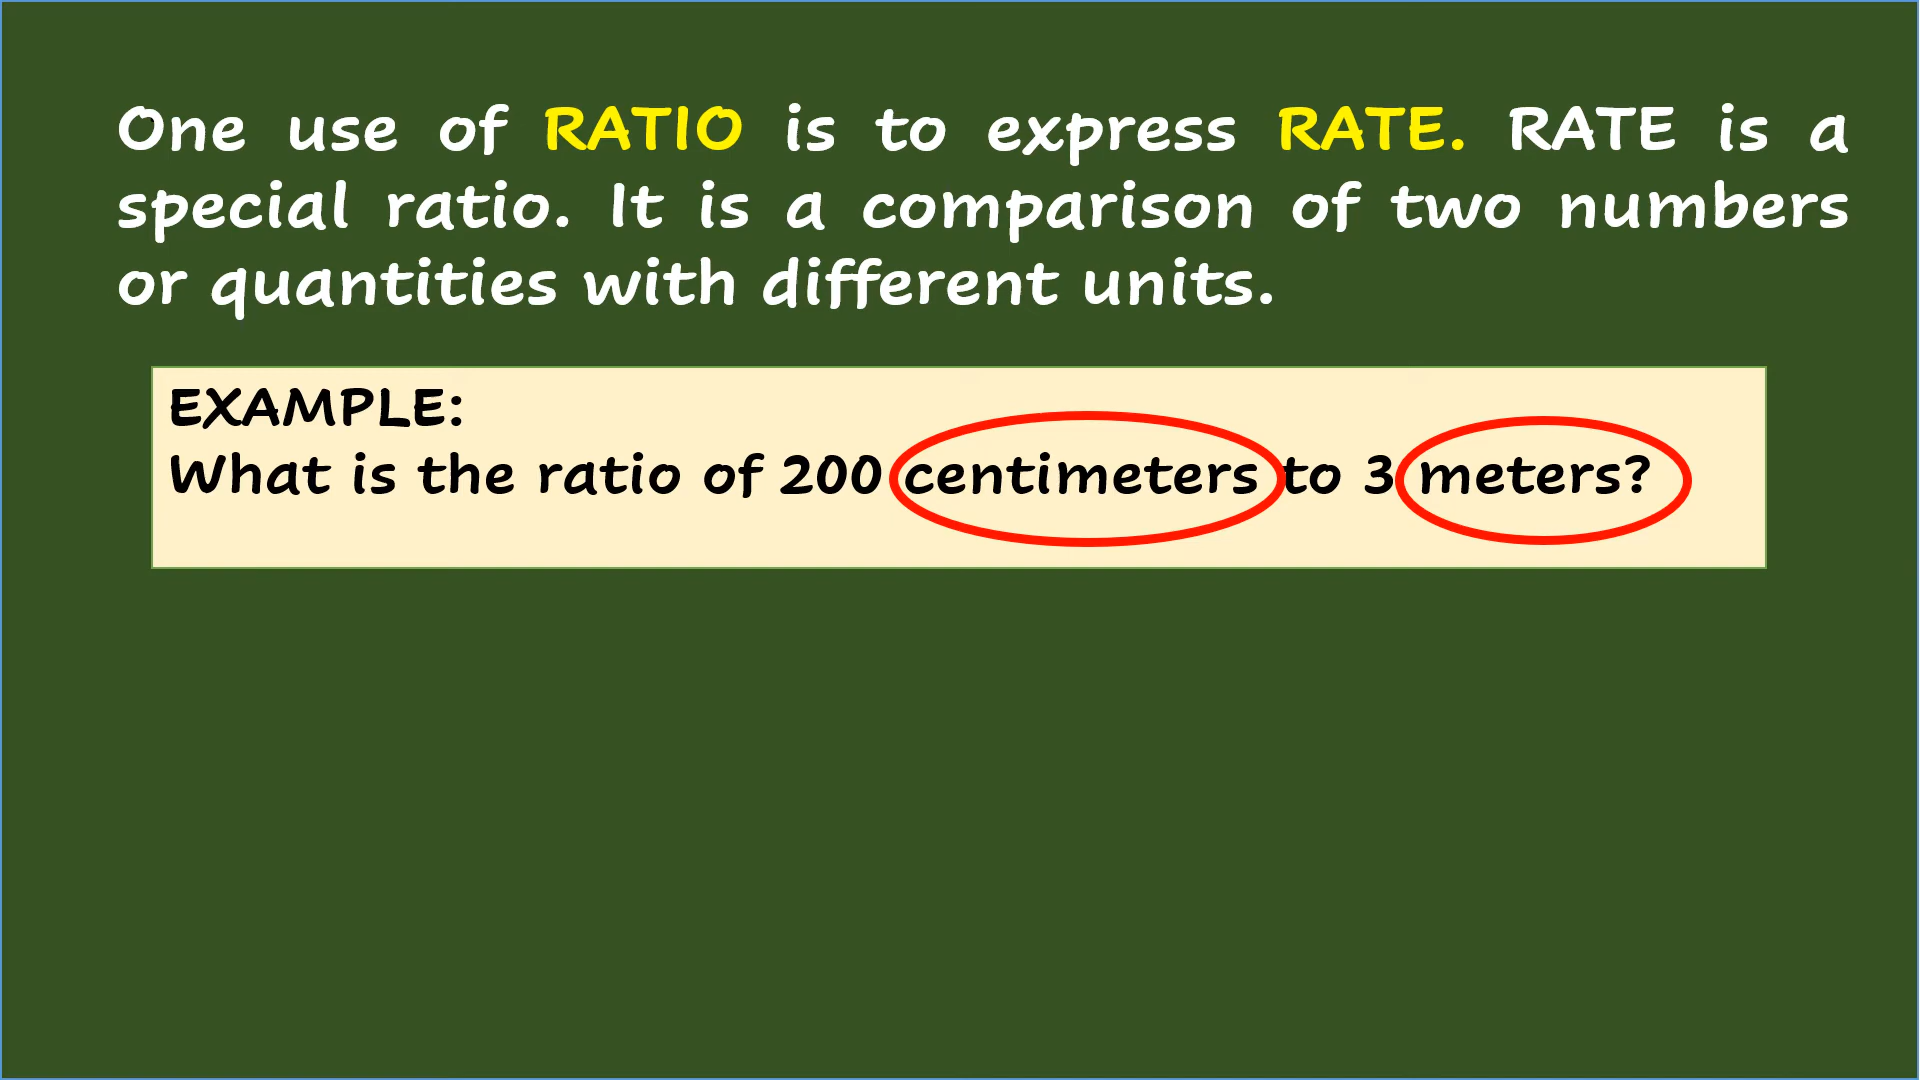 One use of RATIO is to express RATE. RATE is a
special ratio. It is a comparison of two numbers
or quantities with different units.
EXAMPLE:
What is the ratio of 200 centimeters to 3 meters?